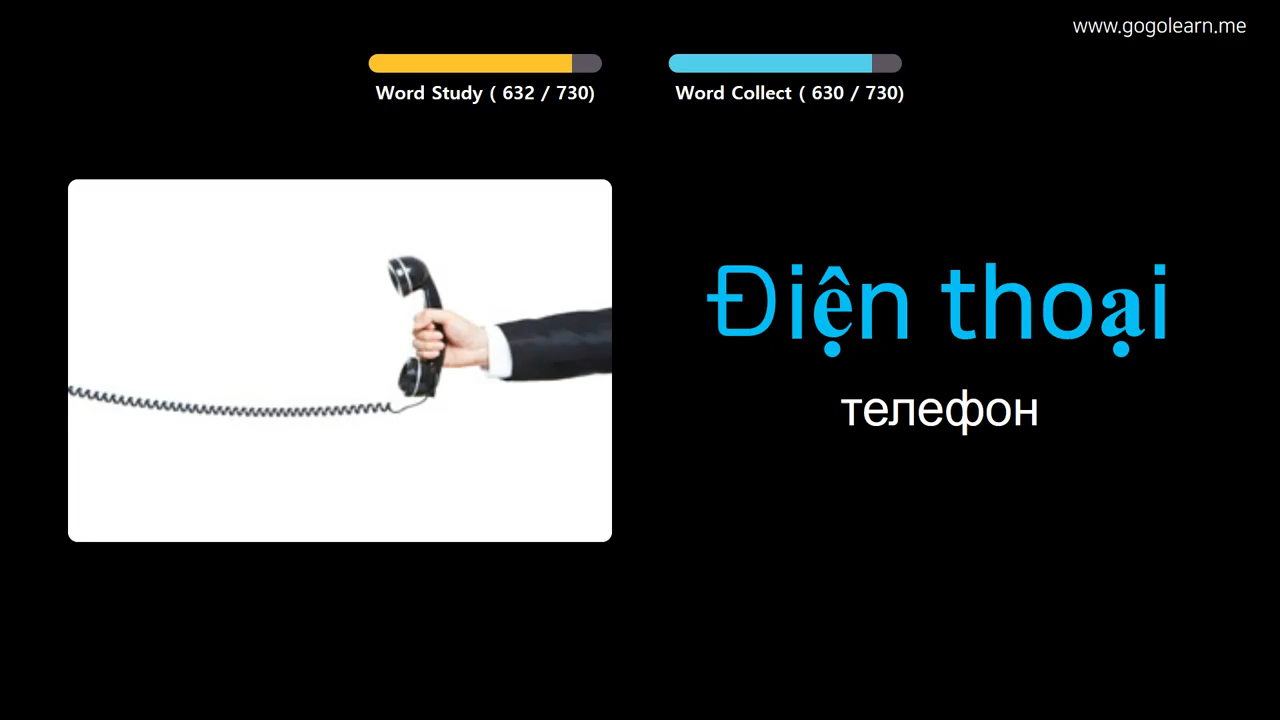 www.gogolearn.me
Word Study ( 632 / 730)
Word Collect ( 630 / 730)
Điện thoại
телефон